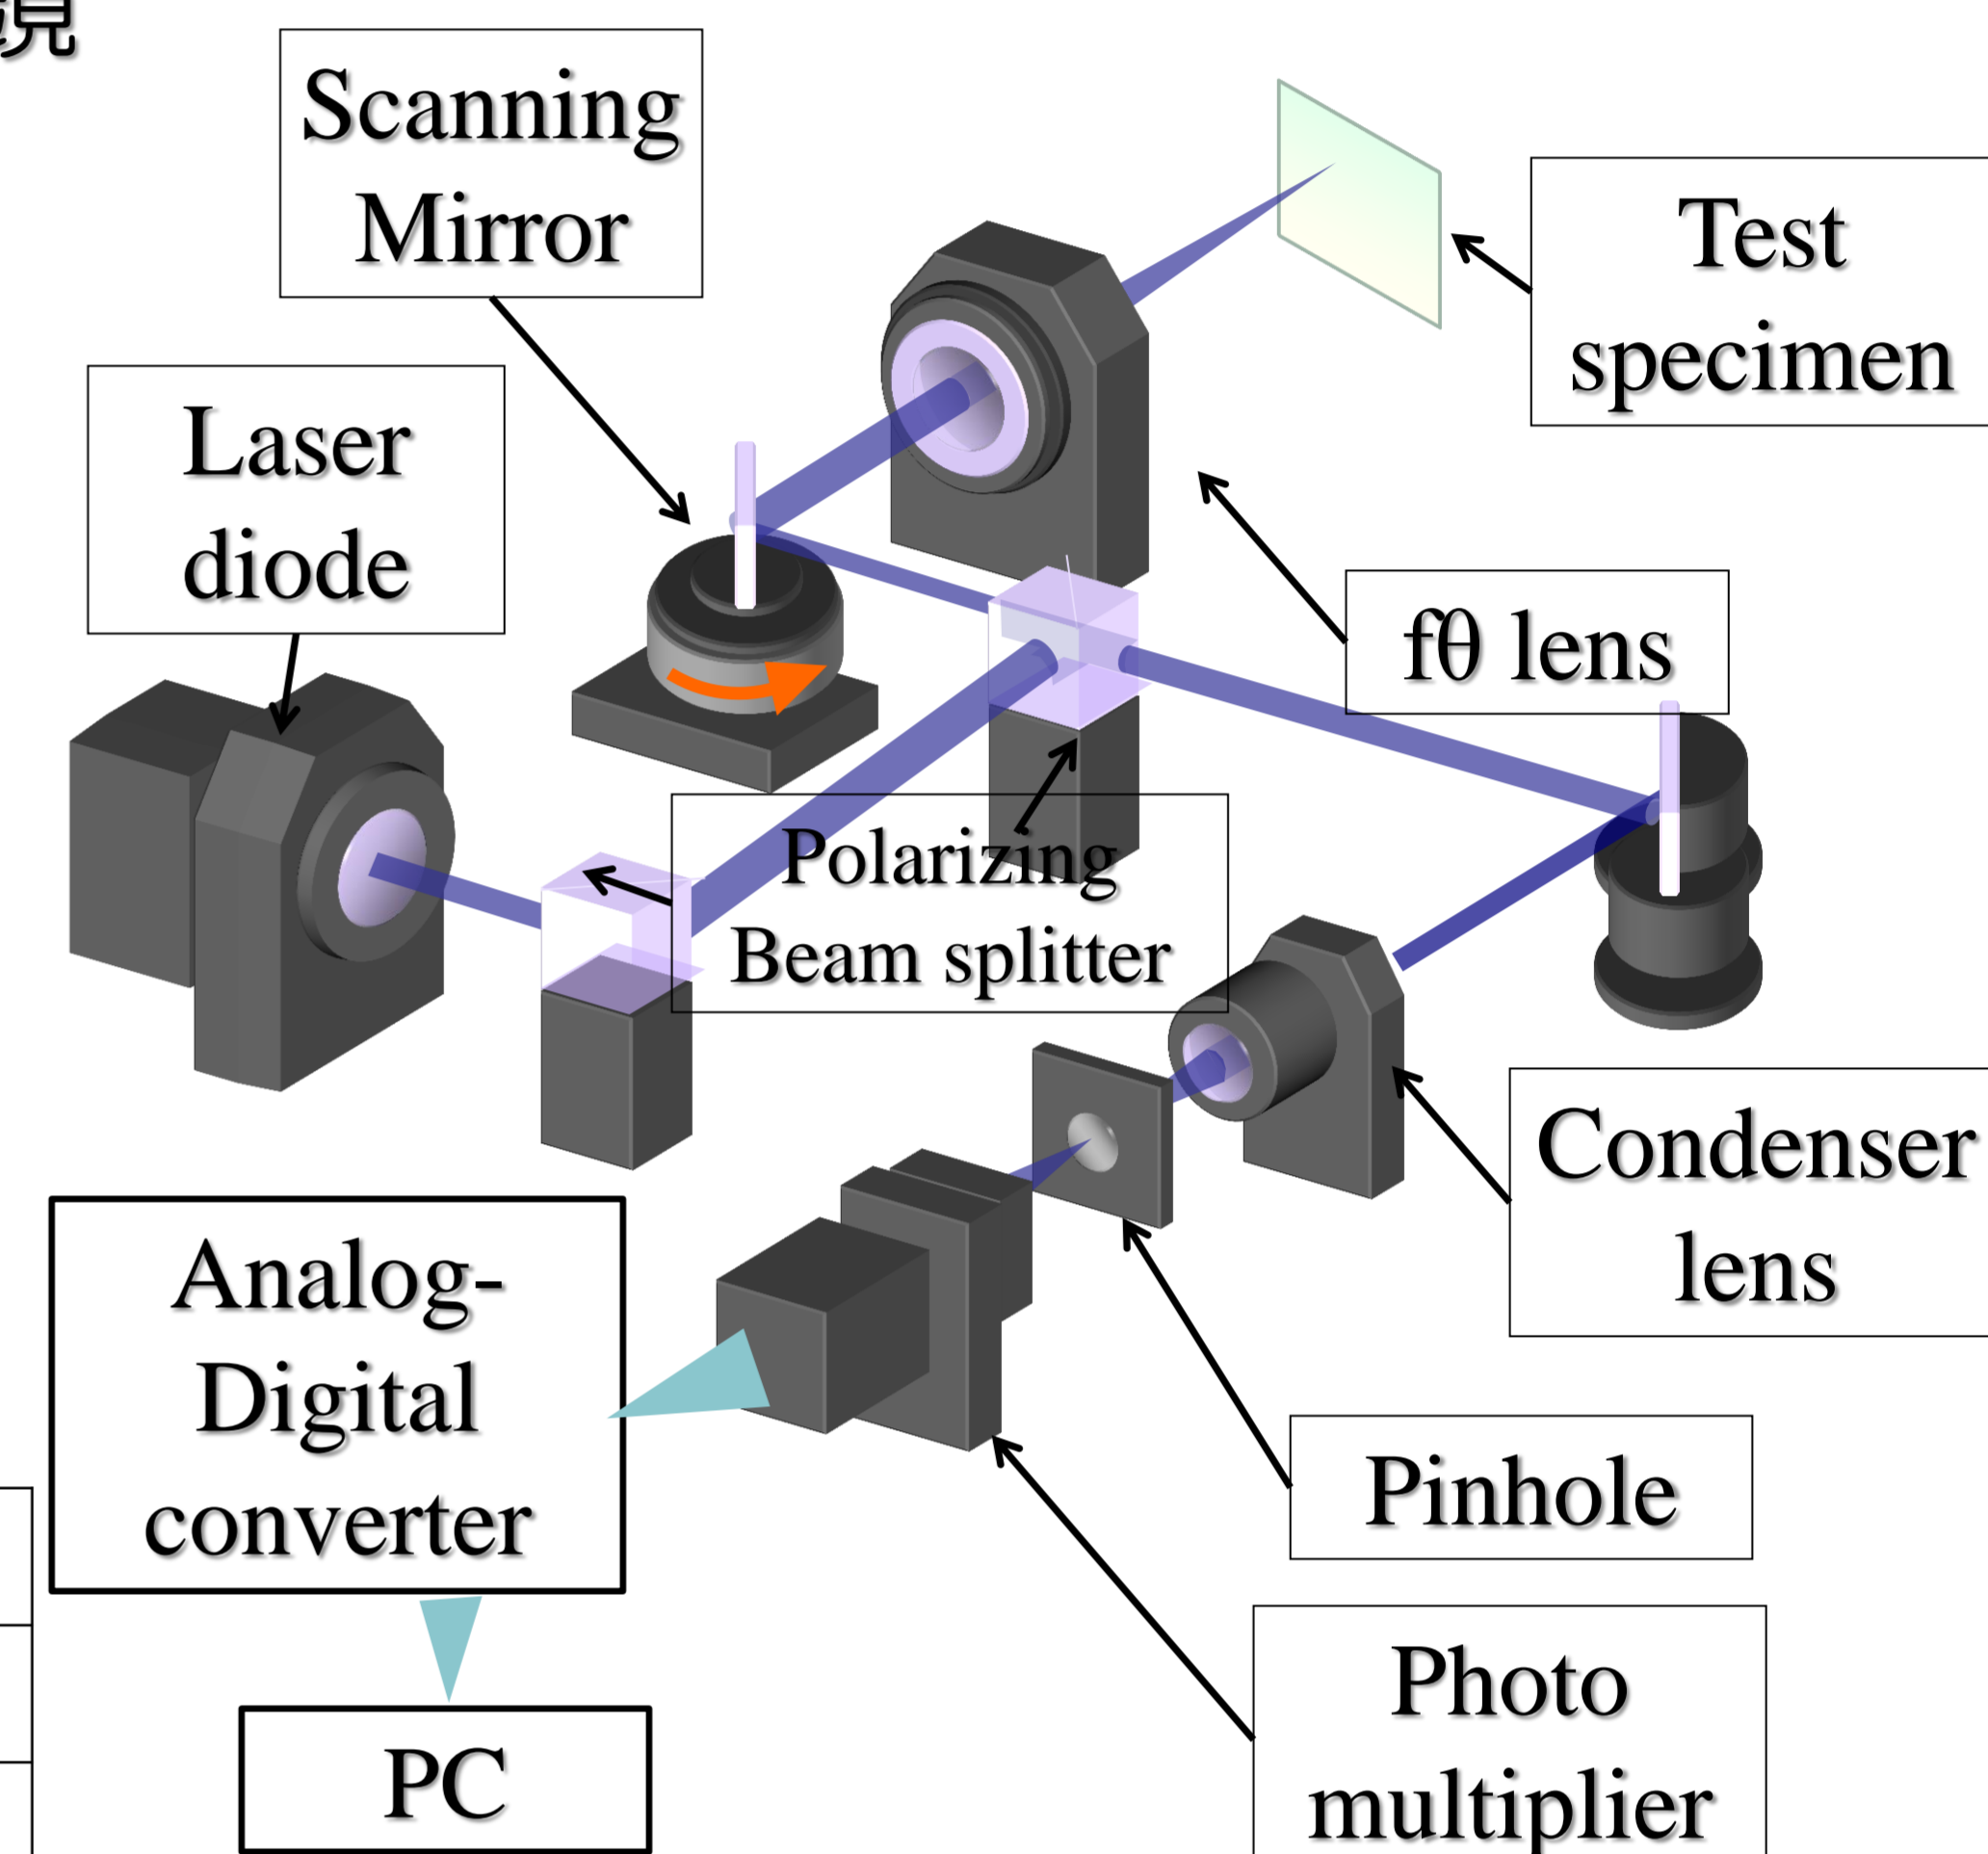 鏡
Scanning
Mirror
Test
specimen
Laser
diode
fθ lens
Polarizing
Beam splitter
Condenser
lens
Analog-
Digital
converter
Pinhole
Photo
multiplier
PC